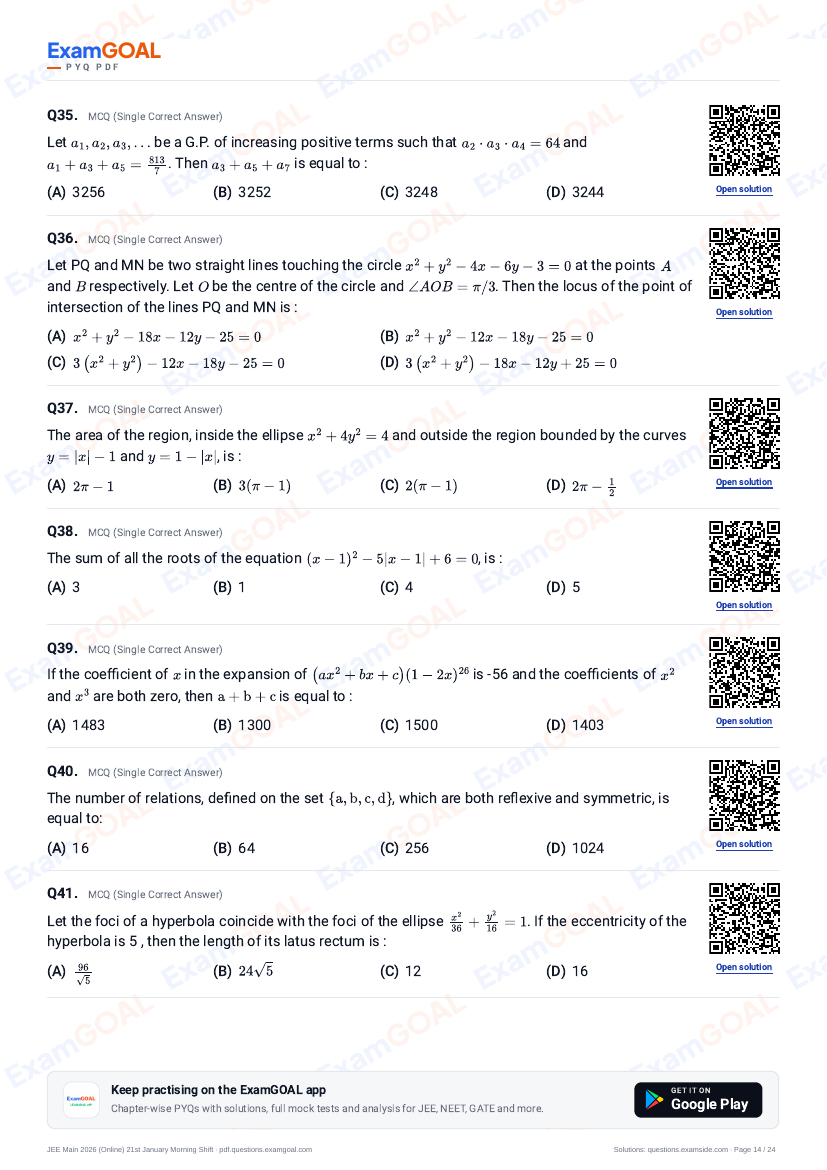 ExamGOAL
PYQ PDF
Q35. MCQ (Single Correct Answer)
Let a₁, a₂, a₃, … be a G.P. of increasing positive terms such that a₂ · a₃ · a₄ = 64 and
a₁ + a₃ + a₅ = 813/7. Then a₃ + a₅ + a₇ is equal to :
(A) 3256 (B) 3252 (C) 3248 (D) 3244
Open solution
Q36. MCQ (Single Correct Answer)
Let PQ and MN be two straight lines touching the circle x² + y² − 4x − 6y − 3 = 0 at the points A
and B respectively. Let O be the centre of the circle and ∠AOB = π/3. Then the locus of the point of
intersection of the lines PQ and MN is :
(A) x² + y² − 18x − 12y − 25 = 0 (B) x² + y² − 12x − 18y − 25 = 0
(C) 3 (x² + y²) − 12x − 18y − 25 = 0 (D) 3 (x² + y²) − 18x − 12y + 25 = 0
Open solution
Q37. MCQ (Single Correct Answer)
The area of the region, inside the ellipse x² + 4y² = 4 and outside the region bounded by the curves
y = |x| − 1 and y = 1 − |x|, is :
(A) 2π − 1 (B) 3(π − 1) (C) 2(π − 1) (D) 2π − 1/2
Open solution
Q38. MCQ (Single Correct Answer)
The sum of all the roots of the equation (x − 1)² − 5|x − 1| + 6 = 0, is :
(A) 3 (B) 1 (C) 4 (D) 5
Open solution
Q39. MCQ (Single Correct Answer)
If the coefficient of x in the expansion of (ax² + bx + c)(1 − 2x)²⁶ is -56 and the coefficients of x²
and x³ are both zero, then a + b + c is equal to :
(A) 1483 (B) 1300 (C) 1500 (D) 1403
Open solution
Q40. MCQ (Single Correct Answer)
The number of relations, defined on the set {a, b, c, d}, which are both reflexive and symmetric, is
equal to:
(A) 16 (B) 64 (C) 256 (D) 1024
Open solution
Q41. MCQ (Single Correct Answer)
Let the foci of a hyperbola coincide with the foci of the ellipse x²/36 + y²/16 = 1. If the eccentricity of the
hyperbola is 5 , then the length of its latus rectum is :
(A) 96/√5 (B) 24√5 (C) 12 (D) 16
Open solution
ExamGOAL
Keep practising on the ExamGOAL app
Chapter-wise PYQs with solutions, full mock tests and analysis for JEE, NEET, GATE and more.
GET IT ON
Google Play
JEE Main 2026 (Online) 21st January Morning Shift · pdf.questions.examgoal.com
Solutions: questions.examside.com · Page 14 / 24